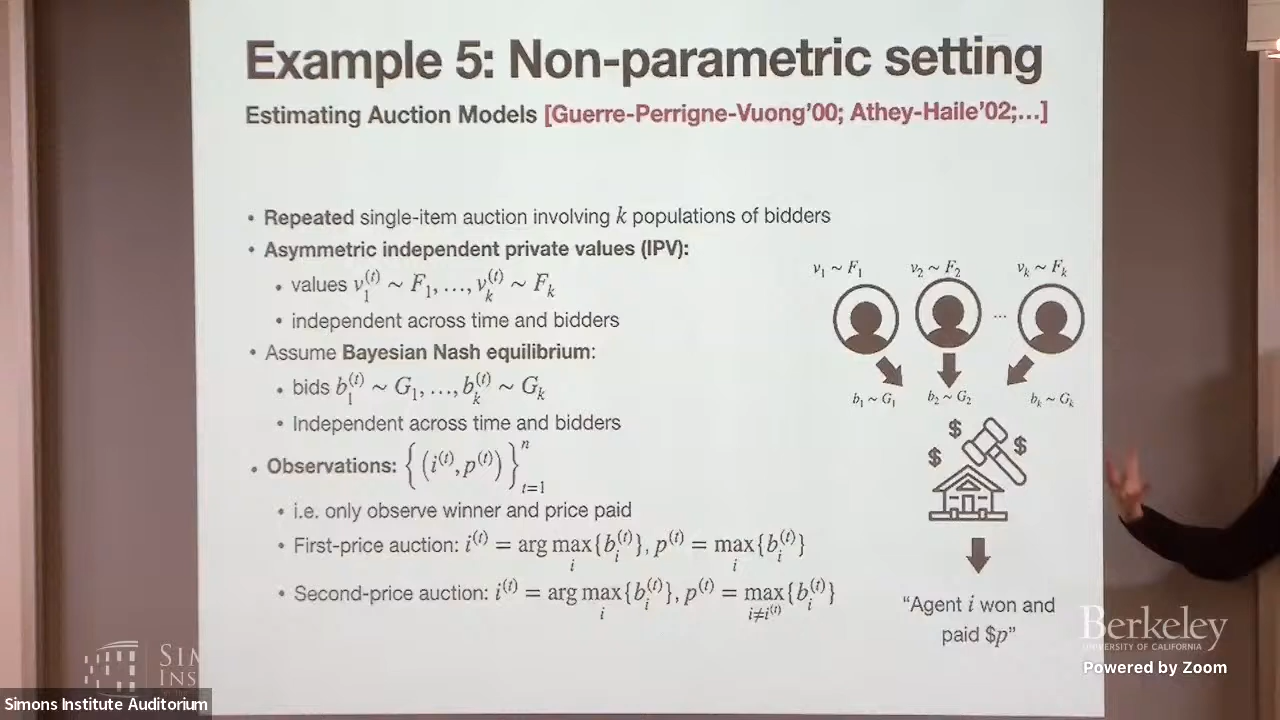 Example 5: Non-parametric setting
Estimating Auction Models [Guerre-Perrigne-Vuong'00; Athey-Haile'02;...]
• Repeated single-item auction involving k populations of bidders
• Asymmetric independent private values (IPV):
• values v_1^{(t)} ~ F_1, …, v_k^{(t)} ~ F_k
• independent across time and bidders
• Assume Bayesian Nash equilibrium:
• bids b_1^{(t)} ~ G_1, …, b_k^{(t)} ~ G_k
• Independent across time and bidders
• Observations: {(i^{(t)}, p^{(t)})}_{t=1}^n
• i.e. only observe winner and price paid
• First-price auction: i^{(t)} = arg max_i {b_i^{(t)}}, p^{(t)} = max_i {b_i^{(t)}}
• Second-price auction: i^{(t)} = arg max_i {b_i^{(t)}}, p^{(t)} = max_{i≠i^{(t)}} {b_i^{(t)}}
v_1 ~ F_1 v_2 ~ F_2 v_k ~ F_k
...
b_1 ~ G_1 b_2 ~ G_2 b_k ~ G_k
$ $ $
"Agent i won and
paid $p"
Berkeley
UNIVERSITY OF CALIFORNIA
Powered by Zoom
SIM
INS
Simons Institute Auditorium